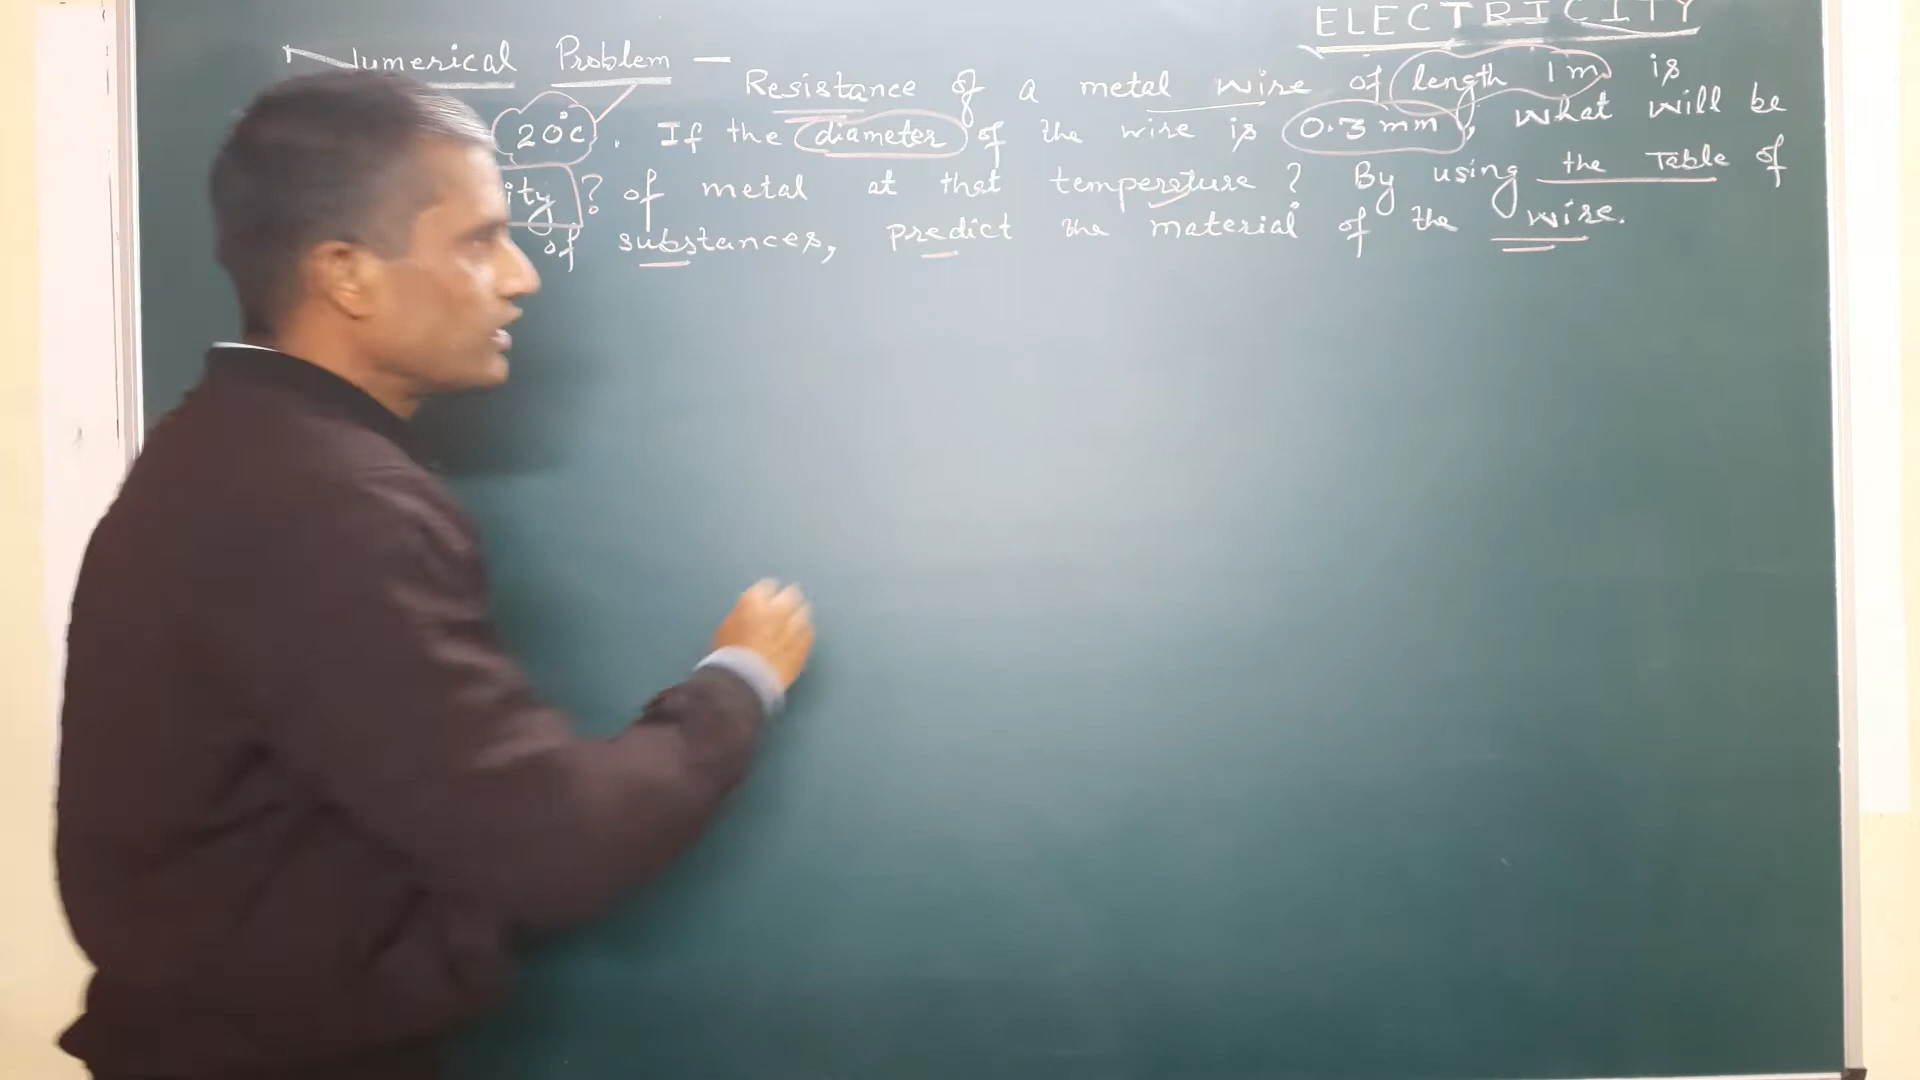 ELECTRICITY
Numerical Problem — Resistance of a metal wire of length 1m is
20°C. If the diameter of the wire is 0.3 mm, what will be
ity? of metal at that temperature? By using the Table of
of substances, predict the material of the wire.